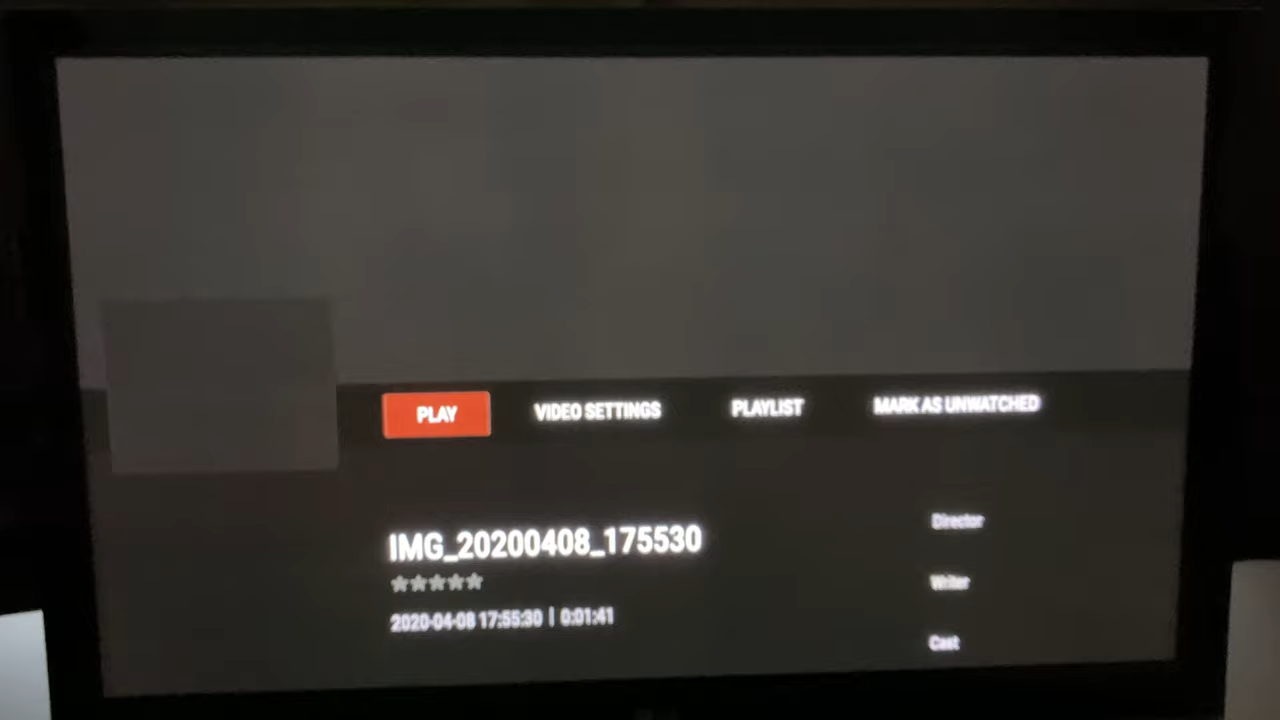 PLAY VIDEO SETTINGS PLAYLIST MARK AS UNWATCHED
IMG_20200408_175530
2020-04-08 17:55:30 | 0:01:41
Director
Writer
Cast